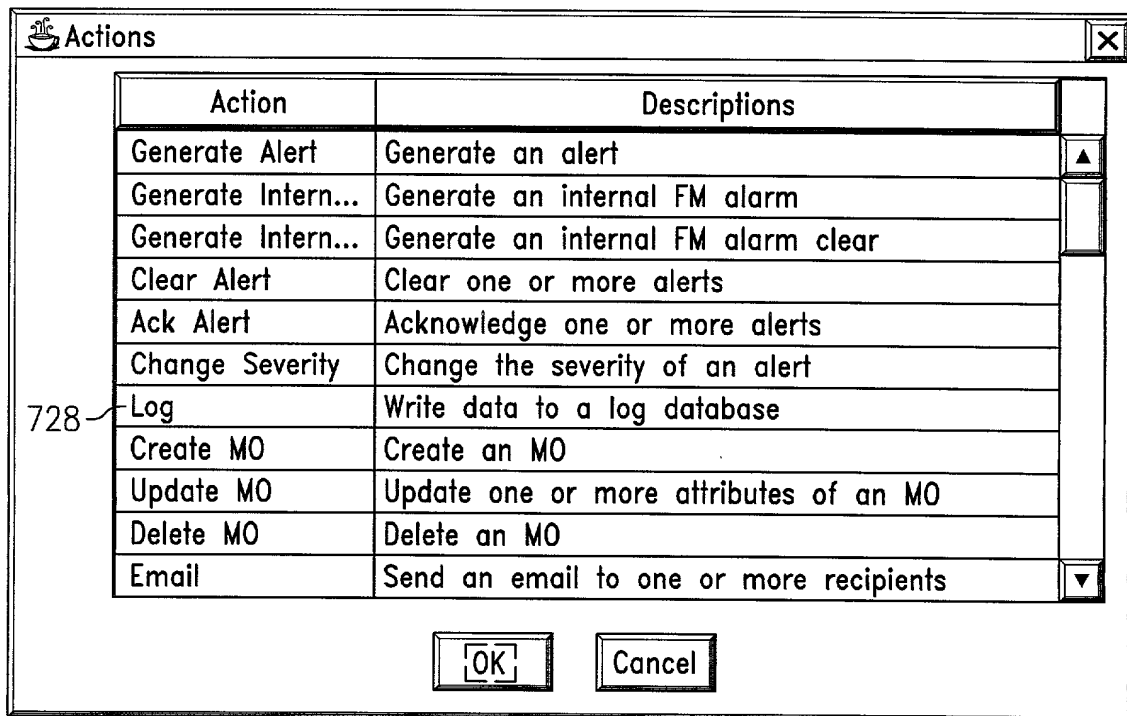 Actions
Action Descriptions
Generate Alert Generate an alert
Generate Intern... Generate an internal FM alarm
Generate Intern... Generate an internal FM alarm clear
Clear Alert Clear one or more alerts
Ack Alert Acknowledge one or more alerts
Change Severity Change the severity of an alert
728 Log Write data to a log database
Create MO Create an MO
Update MO Update one or more attributes of an MO
Delete MO Delete an MO
Email Send an email to one or more recipients
OK Cancel